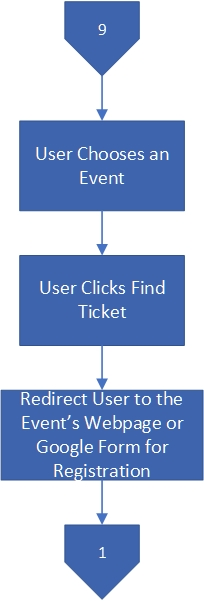 9
User Chooses an
Event
User Clicks Find
Ticket
Redirect User to the
Event’s Webpage or
Google Form for
Registration
1